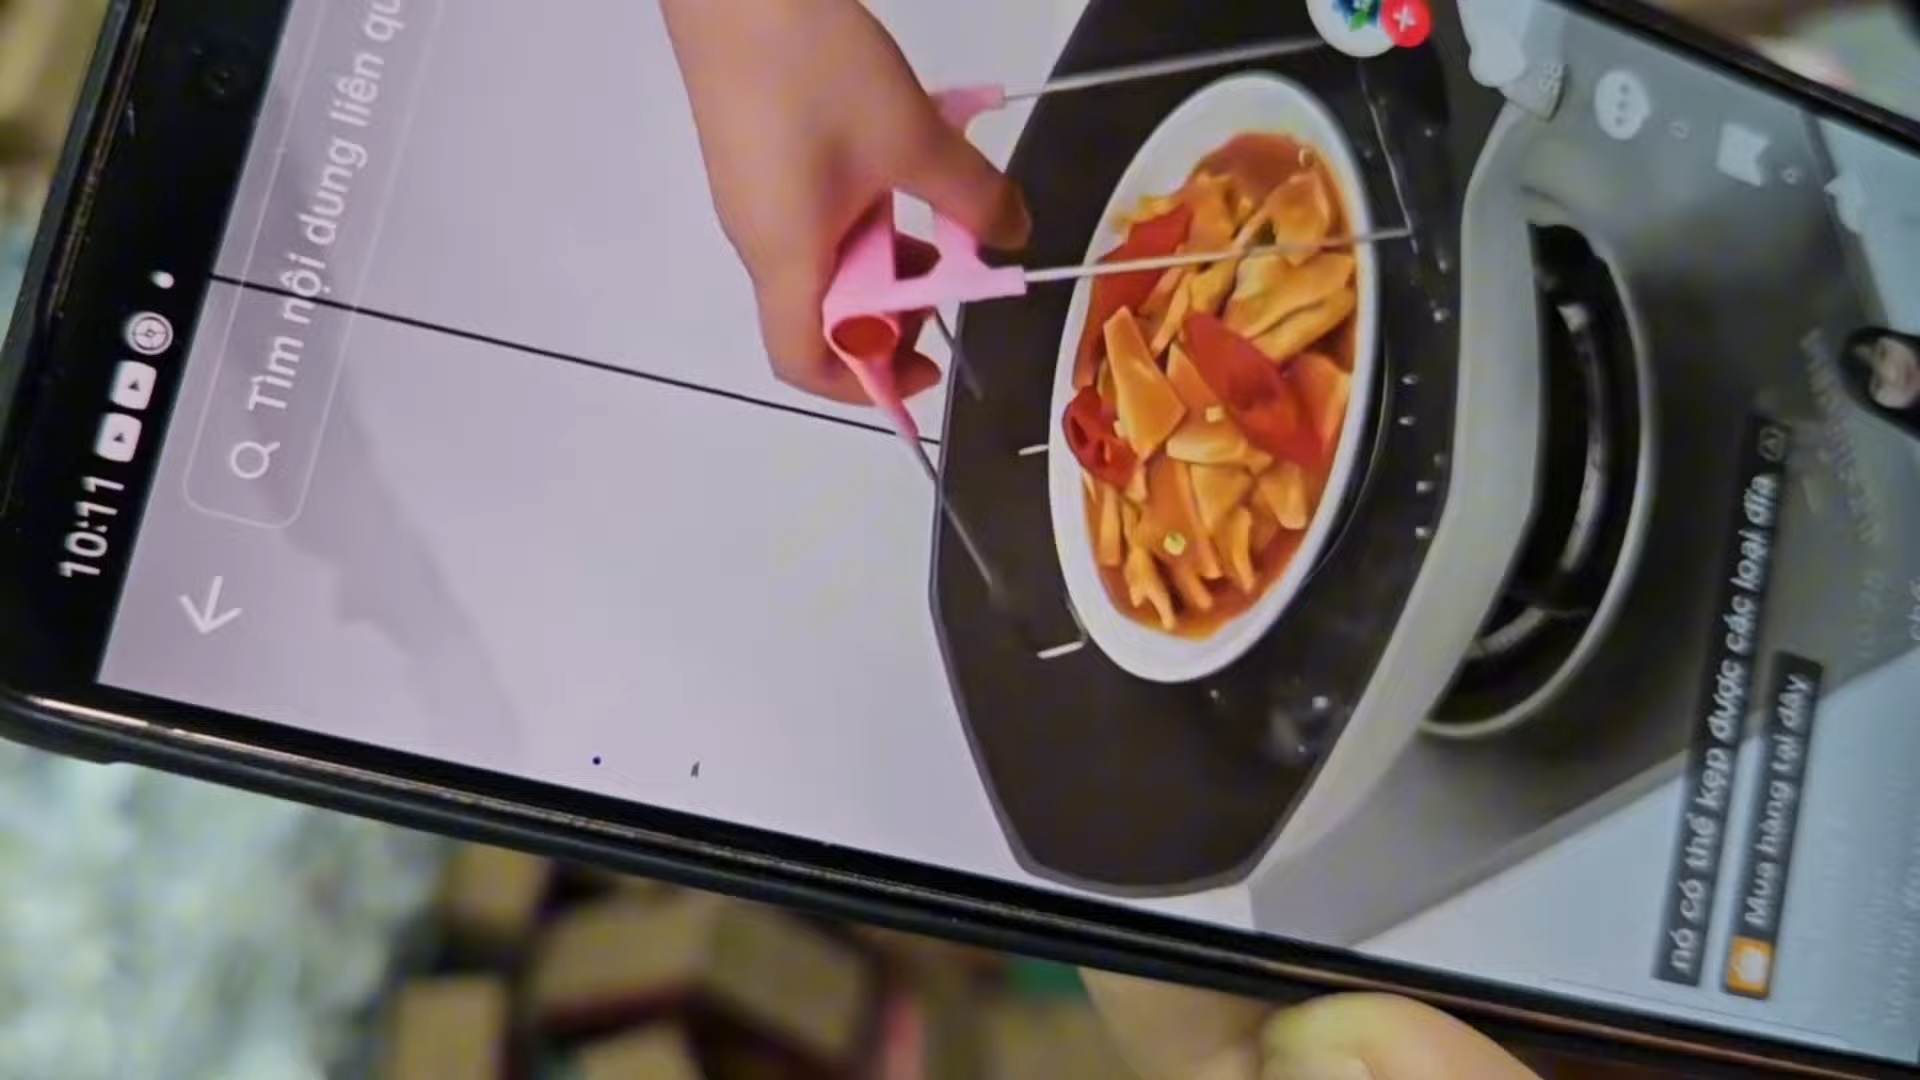 10:11
Tìm nội dung liên qu
nó có thể kẹp được các loại đĩa
Mua hàng tại đây